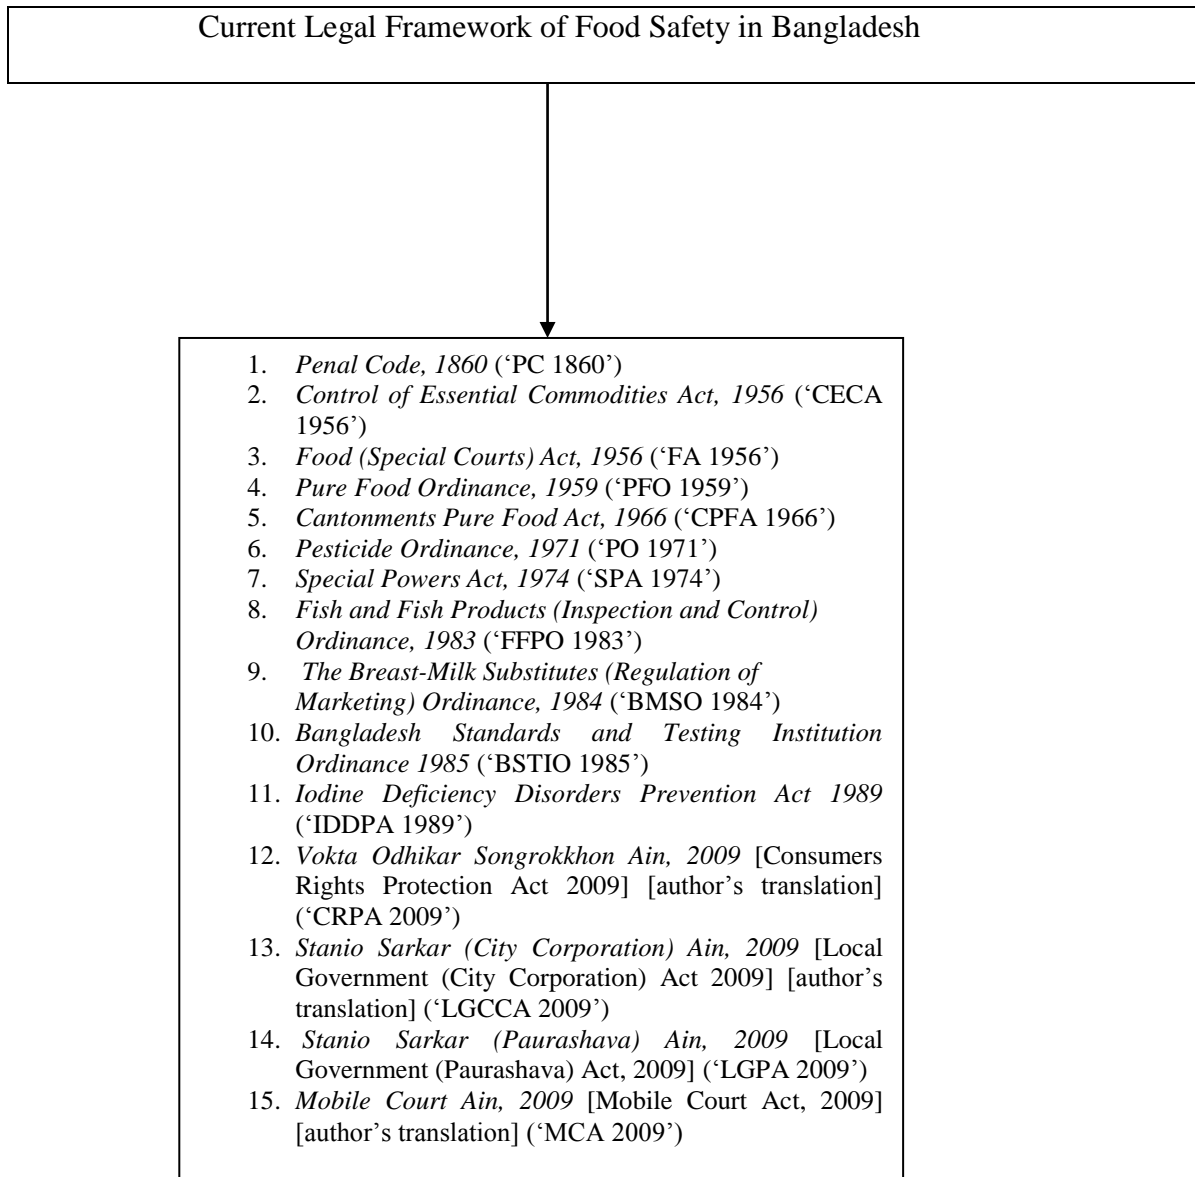 Current Legal Framework of Food Safety in Bangladesh
1. Penal Code, 1860 (‘PC 1860’)
2. Control of Essential Commodities Act, 1956 (‘CECA
1956’)
3. Food (Special Courts) Act, 1956 (‘FA 1956’)
4. Pure Food Ordinance, 1959 (‘PFO 1959’)
5. Cantonments Pure Food Act, 1966 (‘CPFA 1966’)
6. Pesticide Ordinance, 1971 (‘PO 1971’)
7. Special Powers Act, 1974 (‘SPA 1974’)
8. Fish and Fish Products (Inspection and Control)
Ordinance, 1983 (‘FFPO 1983’)
9. The Breast-Milk Substitutes (Regulation of
Marketing) Ordinance, 1984 (‘BMSO 1984’)
10. Bangladesh Standards and Testing Institution
Ordinance 1985 (‘BSTIO 1985’)
11. Iodine Deficiency Disorders Prevention Act 1989
(‘IDDPA 1989’)
12. Vokta Odhikar Songrokkhon Ain, 2009 [Consumers
Rights Protection Act 2009] [author’s translation]
(‘CRPA 2009’)
13. Stanio Sarkar (City Corporation) Ain, 2009 [Local
Government (City Corporation) Act 2009] [author’s
translation] (‘LGCCA 2009’)
14. Stanio Sarkar (Paurashava) Ain, 2009 [Local
Government (Paurashava) Act, 2009] (‘LGPA 2009’)
15. Mobile Court Ain, 2009 [Mobile Court Act, 2009]
[author’s translation] (‘MCA 2009’)